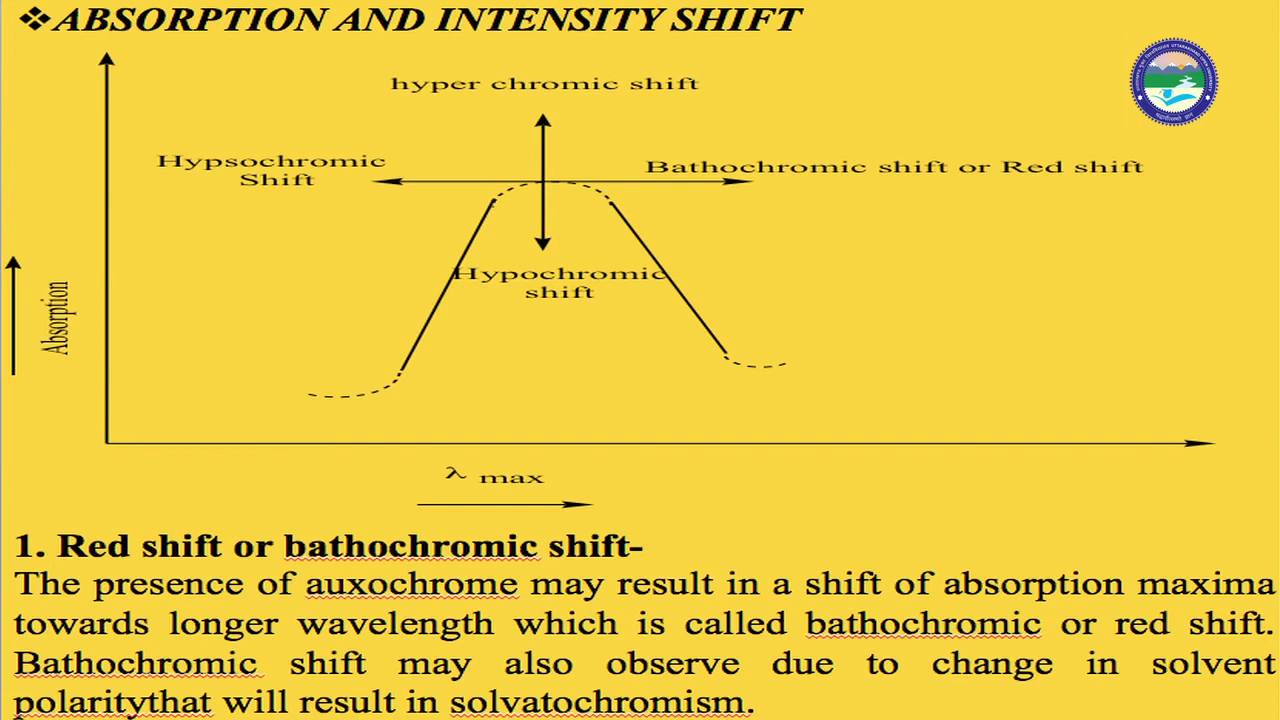 ❖ABSORPTION AND INTENSITY SHIFT
hyper chromic shift
Hypsochromic
Shift
Bathochromic shift or Red shift
Hypochromic
shift
Absorption
λ max
1. Red shift or bathochromic shift-
The presence of auxochrome may result in a shift of absorption maxima
towards longer wavelength which is called bathochromic or red shift.
Bathochromic shift may also observe due to change in solvent
polaritythat will result in solvatochromism.